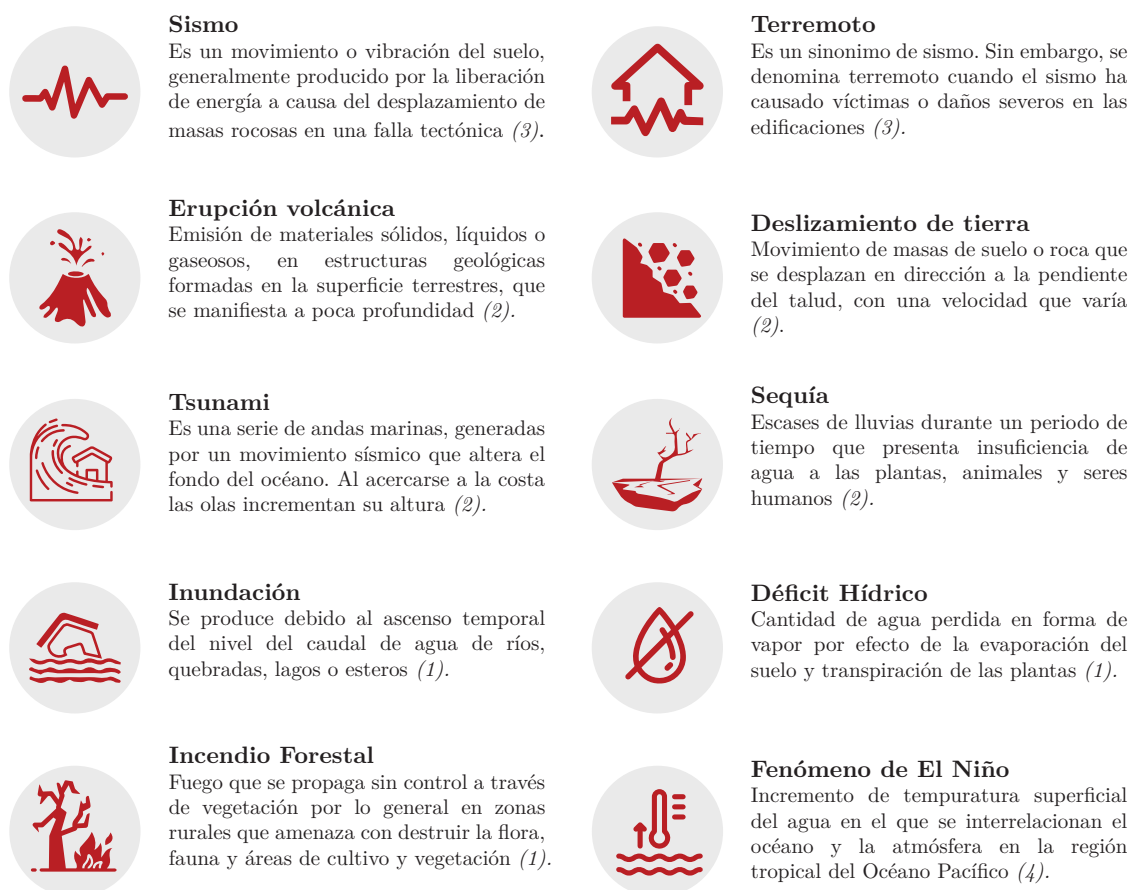 Sismo
Es un movimiento o vibración del suelo,
generalmente producido por la liberación
de energía a causa del desplazamiento de
masas rocosas en una falla tectónica (3).
Terremoto
Es un sinonimo de sismo. Sin embargo, se
denomina terremoto cuando el sismo ha
causado víctimas o daños severos en las
edificaciones (3).
Erupción volcánica
Emisión de materiales sólidos, líquidos o
gaseosos, en estructuras geológicas
formadas en la superficie terrestres, que
se manifiesta a poca profundidad (2).
Deslizamiento de tierra
Movimiento de masas de suelo o roca que
se desplazan en dirección a la pendiente
del talud, con una velocidad que varía
(2).
Tsunami
Es una serie de andas marinas, generadas
por un movimiento sísmico que altera el
fondo del océano. Al acercarse a la costa
las olas incrementan su altura (2).
Sequía
Escases de lluvias durante un periodo de
tiempo que presenta insuficiencia de
agua a las plantas, animales y seres
humanos (2).
Inundación
Se produce debido al ascenso temporal
del nivel del caudal de agua de ríos,
quebradas, lagos o esteros (1).
Déficit Hídrico
Cantidad de agua perdida en forma de
vapor por efecto de la evaporación del
suelo y transpiración de las plantas (1).
Incendio Forestal
Fuego que se propaga sin control a través
de vegetación por lo general en zonas
rurales que amenaza con destruir la flora,
fauna y áreas de cultivo y vegetación (1).
Fenómeno de El Niño
Incremento de tempuratura superficial
del agua en el que se interrelacionan el
océano y la atmósfera en la región
tropical del Océano Pacífico (4).